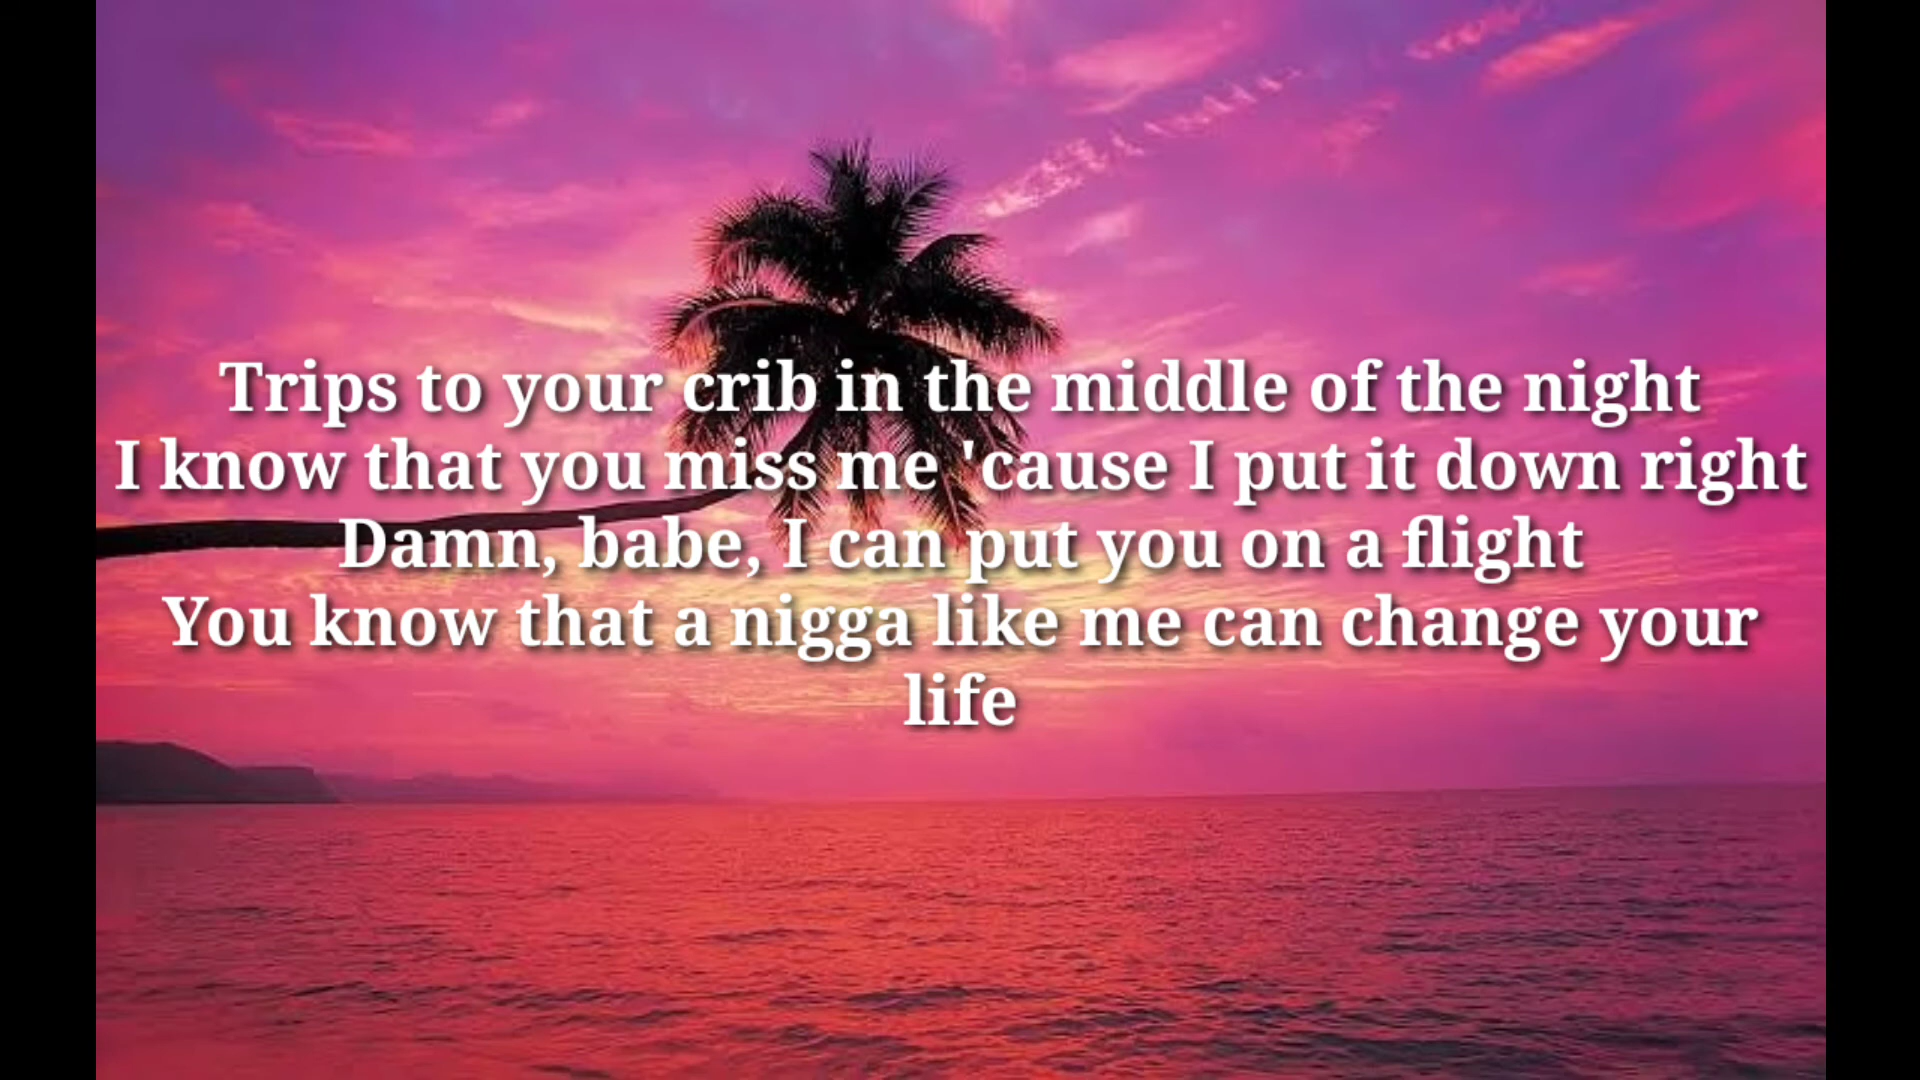 Trips to your crib in the middle of the night
I know that you miss me 'cause I put it down right
Damn, babe, I can put you on a flight
You know that a nigga like me can change your
life